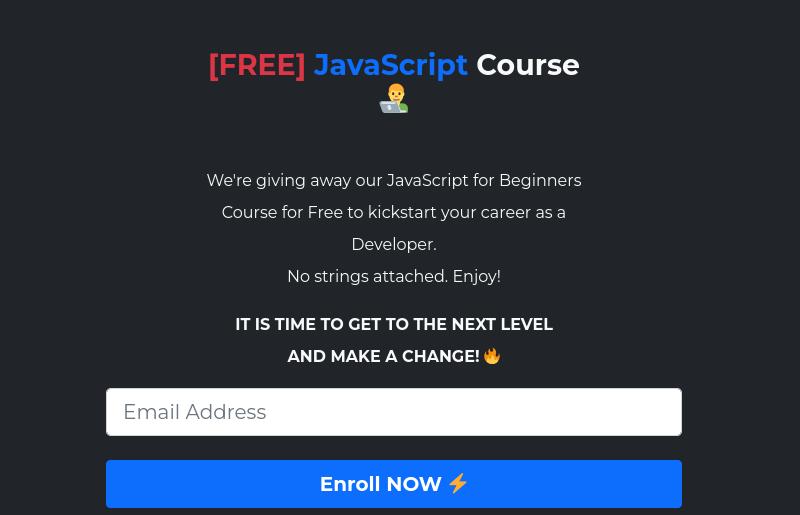 [FREE] JavaScript Course
👨‍💻
We're giving away our JavaScript for Beginners
Course for Free to kickstart your career as a
Developer.
No strings attached. Enjoy!
IT IS TIME TO GET TO THE NEXT LEVEL
AND MAKE A CHANGE! 🔥
Email Address
Enroll NOW ⚡